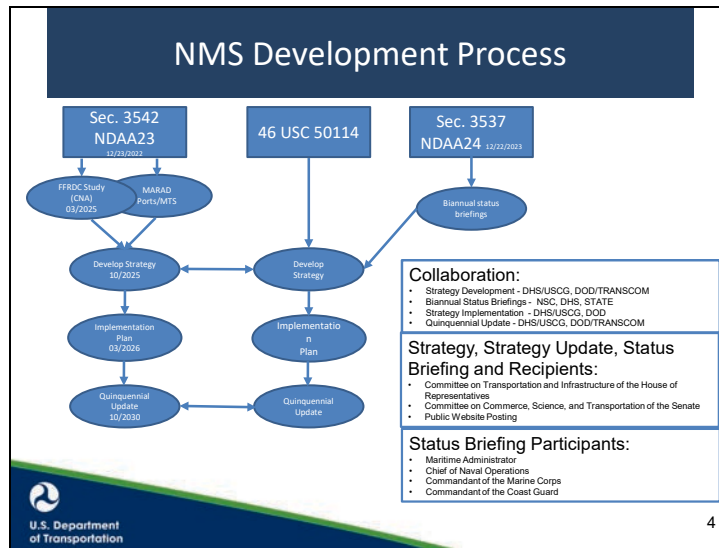 NMS Development Process
Sec. 3542
NDAA23
12/23/2022
46 USC 50114
Sec. 3537
NDAA24 12/22/2023
FFRDC Study
(CNA)
03/2025
MARAD
Ports/MTS
Biannual status
briefings
Develop Strategy
10/2025
Develop
Strategy
Implementation
Plan
03/2026
Implementatio
n
Plan
Quinquennial
Update
10/2030
Quinquennial
Update
Collaboration:
• Strategy Development - DHS/USCG, DOD/TRANSCOM
• Biannual Status Briefings - NSC, DHS, STATE
• Strategy Implementation - DHS/USCG, DOD
• Quinquennial Update - DHS/USCG, DOD/TRANSCOM
Strategy, Strategy Update, Status
Briefing and Recipients:
• Committee on Transportation and Infrastructure of the House of
Representatives
• Committee on Commerce, Science, and Transportation of the Senate
• Public Website Posting
Status Briefing Participants:
• Maritime Administrator
• Chief of Naval Operations
• Commandant of the Marine Corps
• Commandant of the Coast Guard
U.S. Department
of Transportation
4